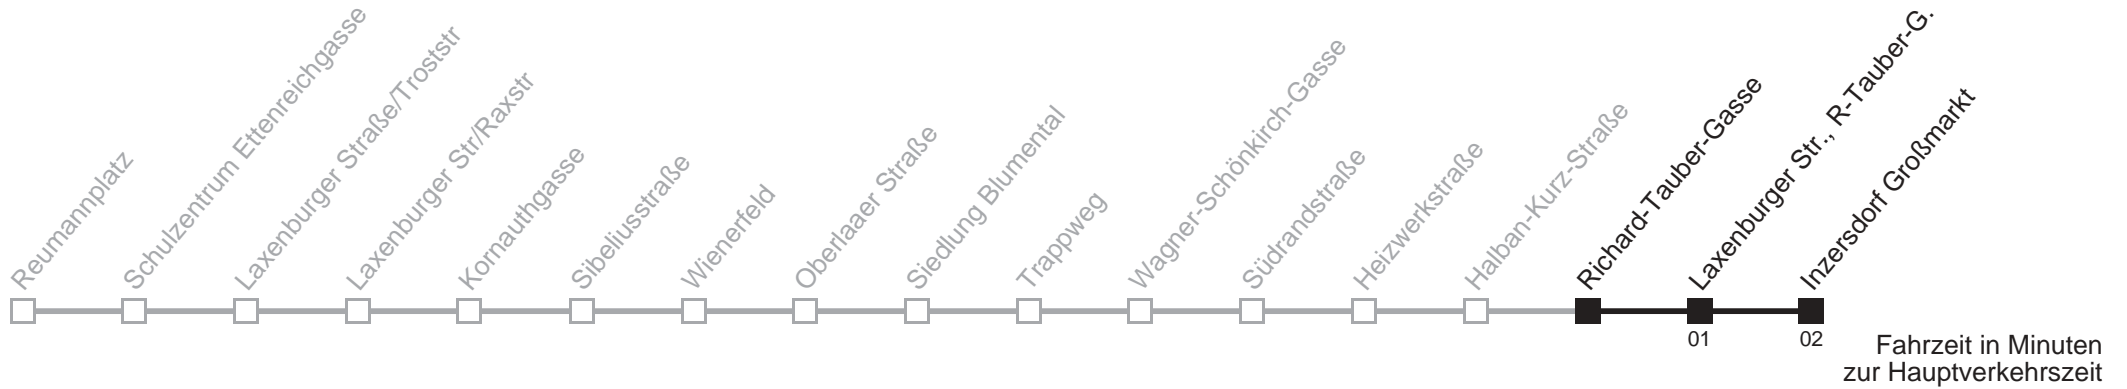 Reumannplatz
Schulzentrum Ettenreichgasse
Laxenburger Straße/Troststr
Laxenburger Str/Raxstr
Kornauthgasse
Sibeliusstraße
Wienerfeld
Oberlaaer Straße
Siedlung Blumental
Trappweg
Wagner-Schönkirch-Gasse
Südrandstraße
Heizwerkstraße
Halban-Kurz-Straße
Richard-Tauber-Gasse
Laxenburger Str., R-Tauber-G.
Inzersdorf Großmarkt
01
02
Fahrzeit in Minuten
zur Hauptverkehrszeit